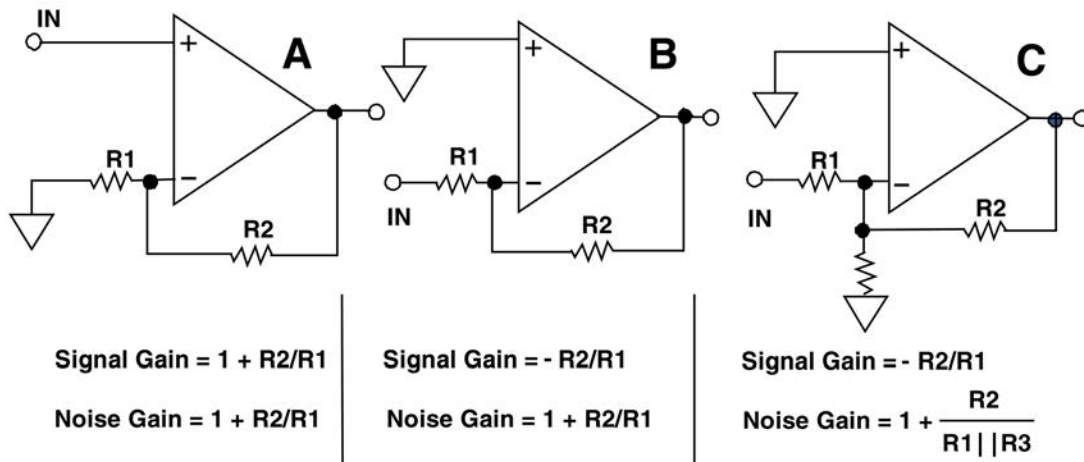 IN
A
+
R1
−
R2
B
+
R1
−
IN
R2
C
+
R1
−
IN
R2
Signal Gain = 1 + R2/R1
Noise Gain = 1 + R2/R1
Signal Gain = - R2/R1
Noise Gain = 1 + R2/R1
Signal Gain = - R2/R1
Noise Gain = 1 + R2
R1||R3